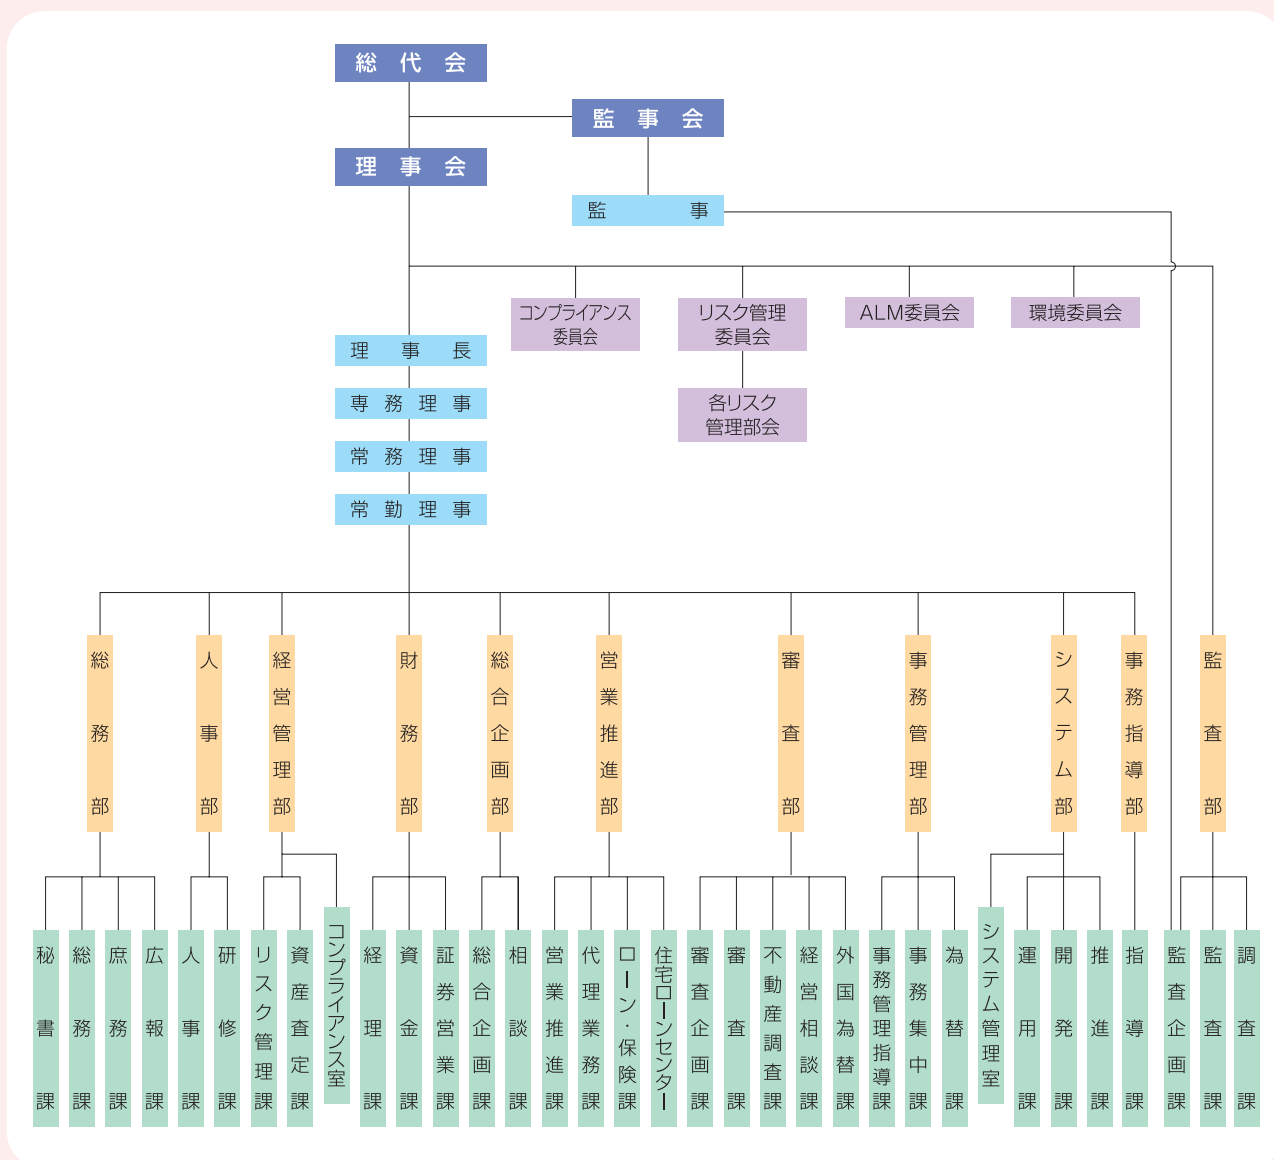 総代会
監事会
理事会
監事
コンプライアンス
委員会
リスク管理
委員会
ALM委員会
環境委員会
理事長
専務理事
各リスク
管理部会
常務理事
常勤理事
総務部
人事部
経営管理部
財務部
総合企画部
営業推進部
審査部
事務管理部
システム部
事務指導部
監査部
秘書課
総務課
庶務課
広報課
人事課
研修課
リスク管理課
資産査定課
コンプライアンス室
経理課
資金課
証券営業課
総合企画課
相談課
営業推進課
代理業務課
ローン・保険課
住宅ローンセンター
審査企画課
審査課
不動産調査課
経営相談課
外国為替課
事務管理指導課
事務集中課
為替課
システム管理室
運用課
開発課
推進課
指導課
監査企画課
監査課
調査課